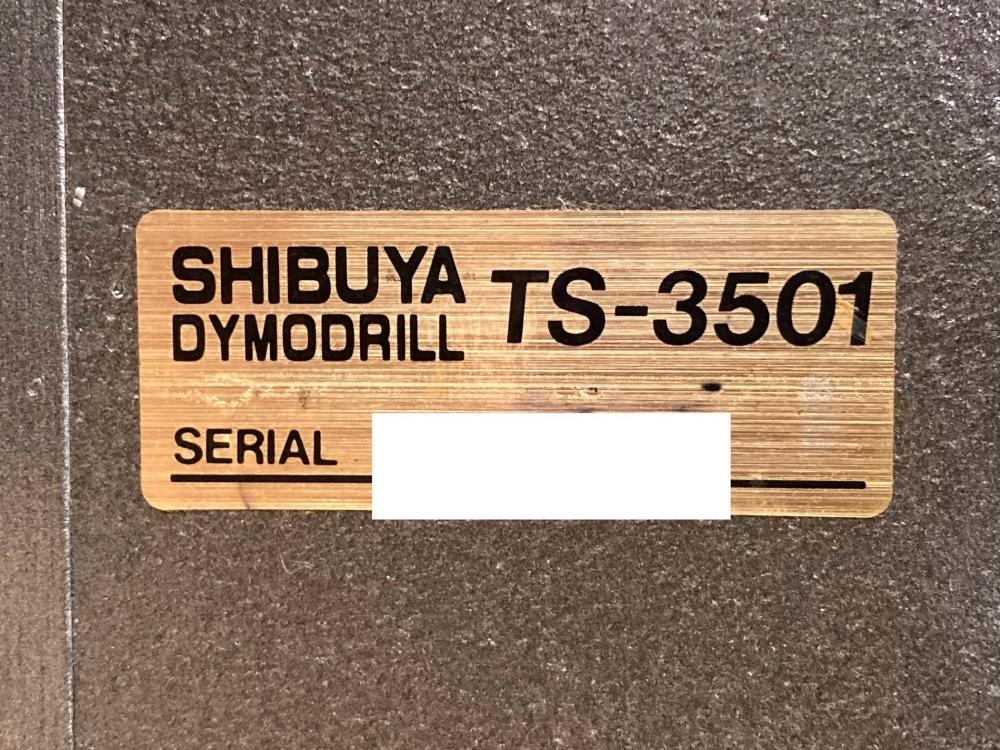 SHIBUYA
DYMODRILL
TS-3501
SERIAL